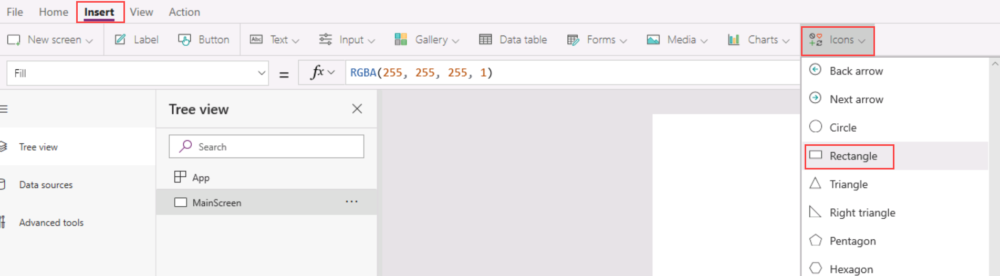 File Home Insert View Action
New screen Label Button Abc Text Input Gallery Data table Forms Media Charts Icons
Fill = fx RGBA(255, 255, 255, 1)
Back arrow
Next arrow
Circle
Rectangle
Triangle
Right triangle
Pentagon
Hexagon
Tree view
Data sources
Advanced tools
Tree view
Search
App
MainScreen ...